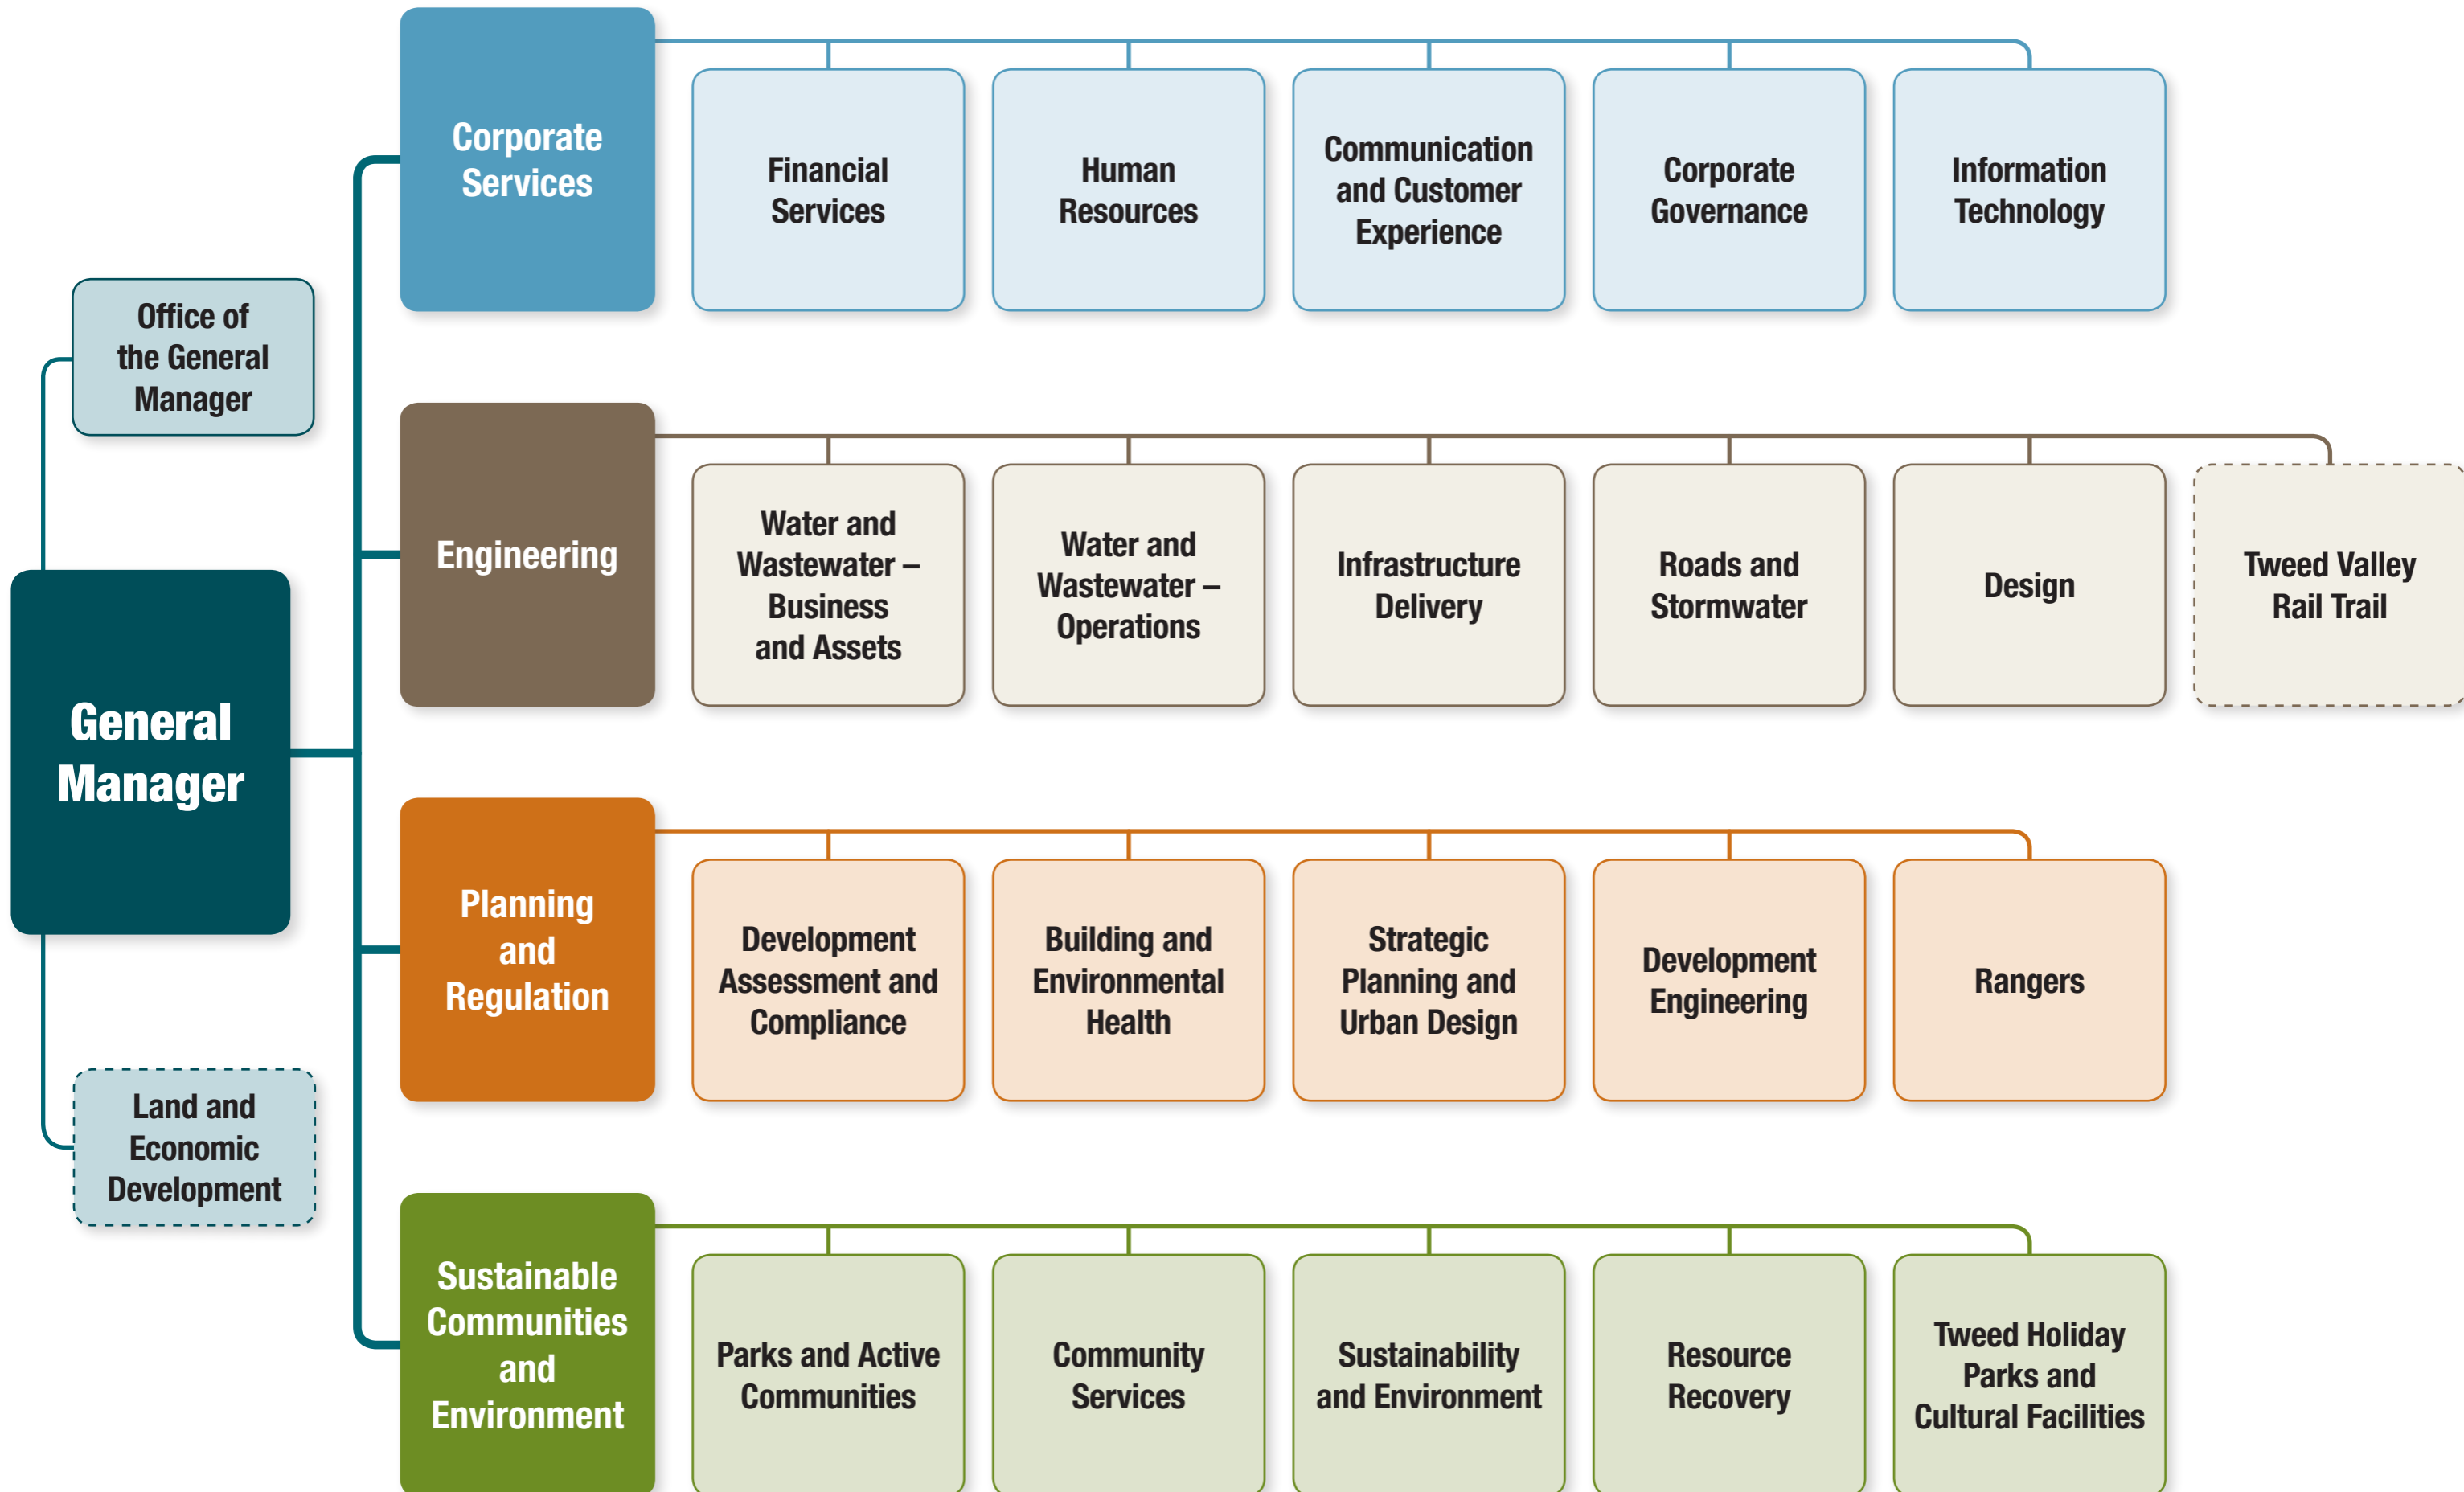 Corporate
Services
Financial
Services
Human
Resources
Communication
and Customer
Experience
Corporate
Governance
Information
Technology
Office of
the General
Manager
Engineering
Water and
Wastewater –
Business
and Assets
Water and
Wastewater –
Operations
Infrastructure
Delivery
Roads and
Stormwater
Design
Tweed Valley
Rail Trail
General
Manager
Planning
and
Regulation
Development
Assessment and
Compliance
Building and
Environmental
Health
Strategic
Planning and
Urban Design
Development
Engineering
Rangers
Land and
Economic
Development
Sustainable
Communities
and
Environment
Parks and Active
Communities
Community
Services
Sustainability
and Environment
Resource
Recovery
Tweed Holiday
Parks and
Cultural Facilities